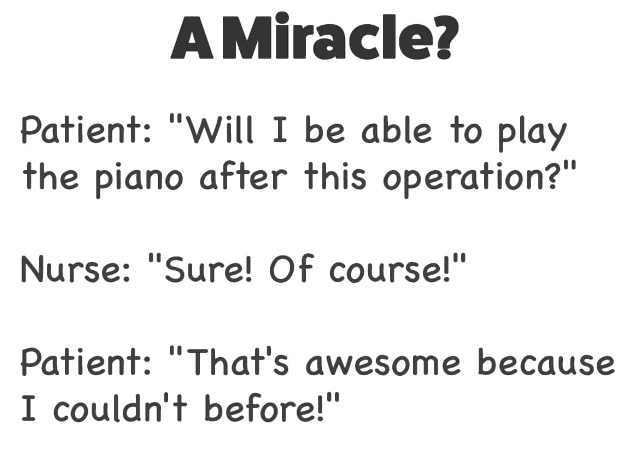 A Miracle?
Patient: "Will I be able to play
the piano after this operation?"
Nurse: "Sure! Of course!"
Patient: "That's awesome because
I couldn't before!"